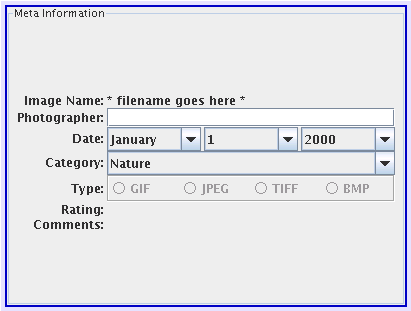 Meta Information
Image Name: * filename goes here *
Photographer:
Date: January 1 2000
Category: Nature
Type: GIF JPEG TIFF BMP
Rating:
Comments: